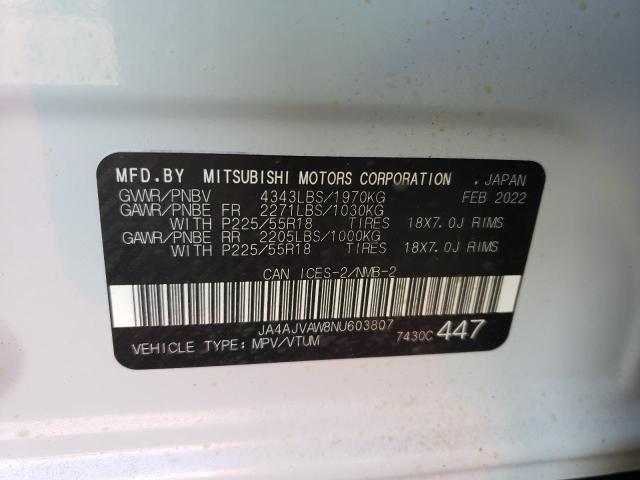 MFD.BY MITSUBISHI MOTORS CORPORATION . JAPAN
GVWR/PNBV 4343LBS/1970KG FEB 2022
GAWR/PNBE FR 2271LBS/1030KG
WITH P225/55R18 TIRES 18X7.0J RIMS
GAWR/PNBE RR 2205LBS/1000KG
WITH P225/55R18 TIRES 18X7.0J RIMS
CAN ICES-2/NMB-2
JA4AJVAW8NU603807
VEHICLE TYPE: MPV/VTUM 7430C 447